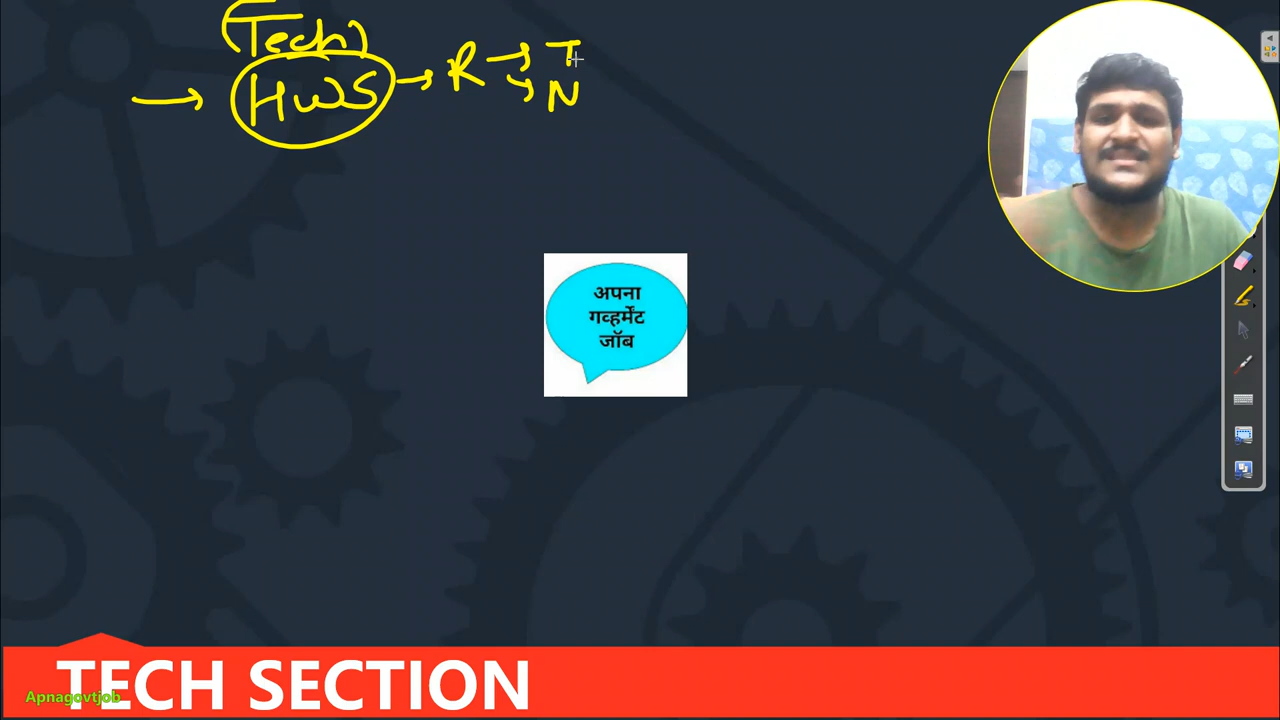 (Tech)
→ HWS → R → T
→ N
अपना
गव्हर्मेंट
जॉब
TECH SECTION
Apnagovtjob